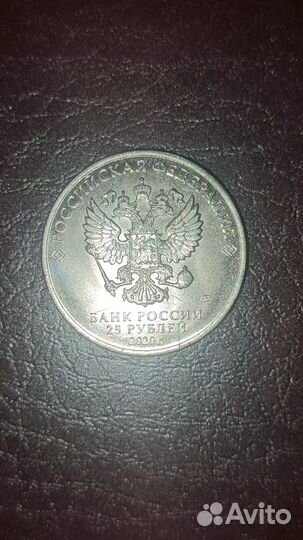 РОССИЙСКАЯ ФЕДЕРАЦИЯ
БАНК РОССИИ
25 РУБЛЕЙ
2020 г.
Avito